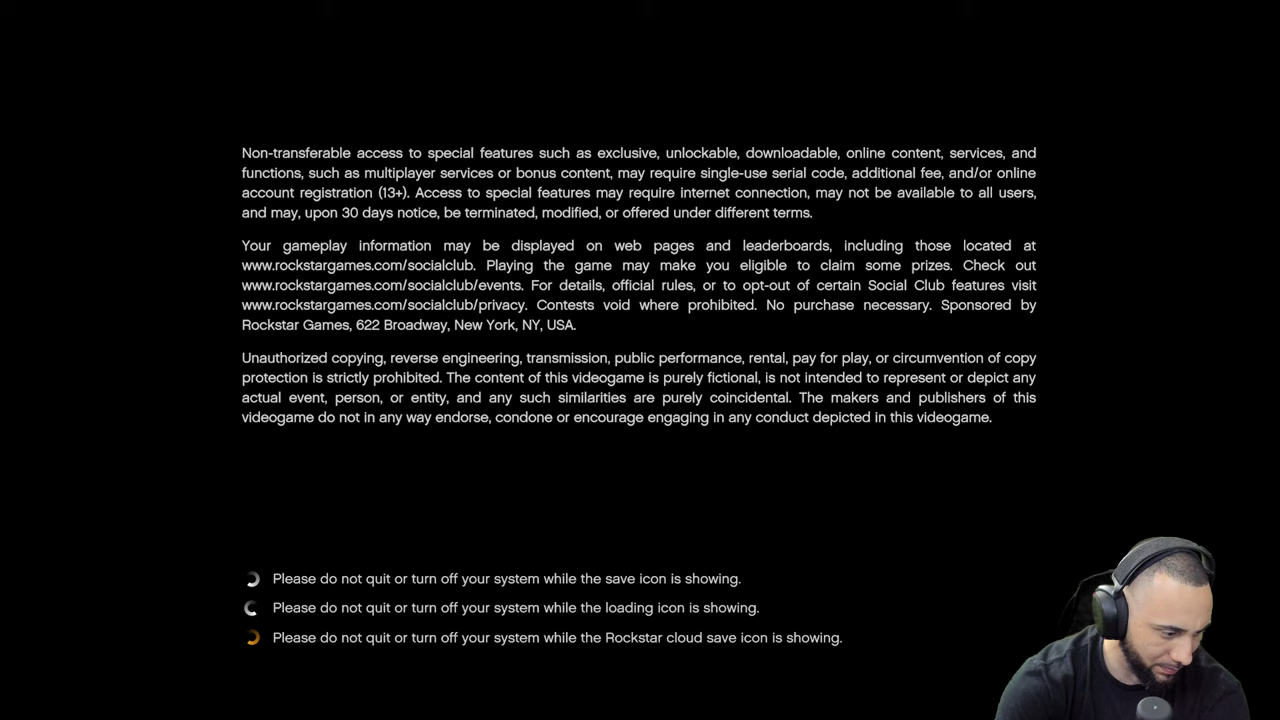 Non-transferable access to special features such as exclusive, unlockable, downloadable, online content, services, and
functions, such as multiplayer services or bonus content, may require single-use serial code, additional fee, and/or online
account registration (13+). Access to special features may require internet connection, may not be available to all users,
and may, upon 30 days notice, be terminated, modified, or offered under different terms.
Your gameplay information may be displayed on web pages and leaderboards, including those located at
www.rockstargames.com/socialclub. Playing the game may make you eligible to claim some prizes. Check out
www.rockstargames.com/socialclub/events. For details, official rules, or to opt-out of certain Social Club features visit
www.rockstargames.com/socialclub/privacy. Contests void where prohibited. No purchase necessary. Sponsored by
Rockstar Games, 622 Broadway, New York, NY, USA.
Unauthorized copying, reverse engineering, transmission, public performance, rental, pay for play, or circumvention of copy
protection is strictly prohibited. The content of this videogame is purely fictional, is not intended to represent or depict any
actual event, person, or entity, and any such similarities are purely coincidental. The makers and publishers of this
videogame do not in any way endorse, condone or encourage engaging in any conduct depicted in this videogame.
Please do not quit or turn off your system while the save icon is showing.
Please do not quit or turn off your system while the loading icon is showing.
Please do not quit or turn off your system while the Rockstar cloud save icon is showing.